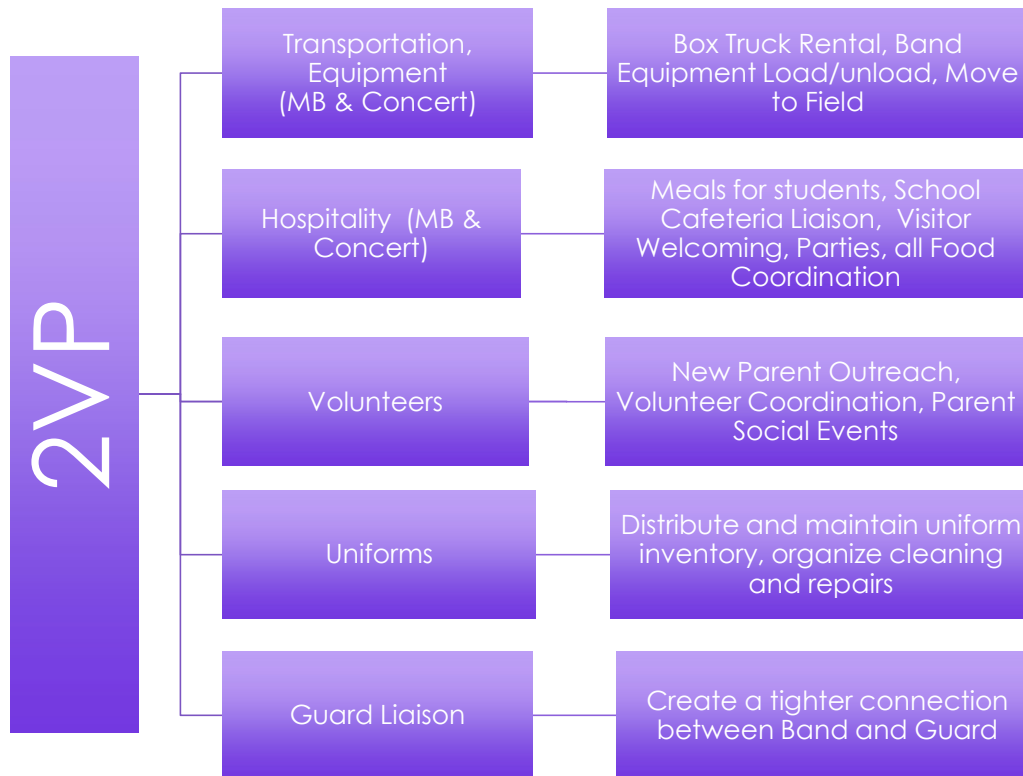 2VP
Transportation,
Equipment
(MB & Concert)
Box Truck Rental, Band
Equipment Load/unload, Move
to Field
Hospitality  (MB &
Concert)
Meals for students, School
Cafeteria Liaison,  Visitor
Welcoming, Parties, all Food
Coordination
Volunteers
New Parent Outreach,
Volunteer Coordination, Parent
Social Events
Uniforms
Distribute and maintain uniform
inventory, organize cleaning
and repairs
Guard Liaison
Create a tighter connection
between Band and Guard